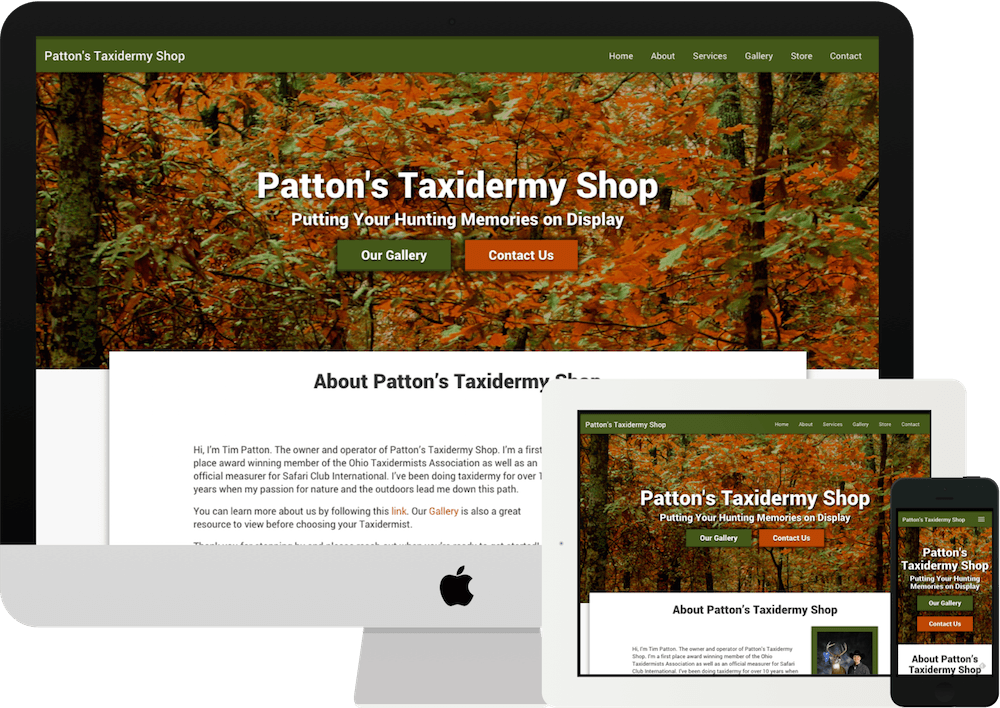 Patton's Taxidermy Shop
Home About Services Gallery Store Contact
Patton's Taxidermy Shop
Putting Your Hunting Memories on Display
Our Gallery Contact Us
About Patton's Taxidermy Shop
Hi, I'm Tim Patton. The owner and operator of Patton's Taxidermy Shop. I'm a first
place award winning member of the Ohio Taxidermists Association as well as an
official measurer for Safari Club International. I've been doing taxidermy for over 1
years when my passion for nature and the outdoors lead me down this path.
You can learn more about us by following this link. Our Gallery is also a great
resource to view before choosing your Taxidermist.
Patton's Taxidermy Shop
Home About Services Gallery Store Contact
Patton's Taxidermy Shop
Putting Your Hunting Memories on Display
Our Gallery Contact Us
About Patton's Taxidermy Shop
Hi, I'm Tim Patton. The owner and operator of Patton's Taxidermy
Shop. I'm a first place award winning member of the Ohio
Taxidermists Association as well as an official measurer for Safari
Club International. I've been doing taxidermy for over 10 years when
Patton's Taxidermy Shop
Patton's
Taxidermy Shop
Putting Your Hunting
Memories on Display
Our Gallery
Contact Us
About Patton's
Taxidermy Shop